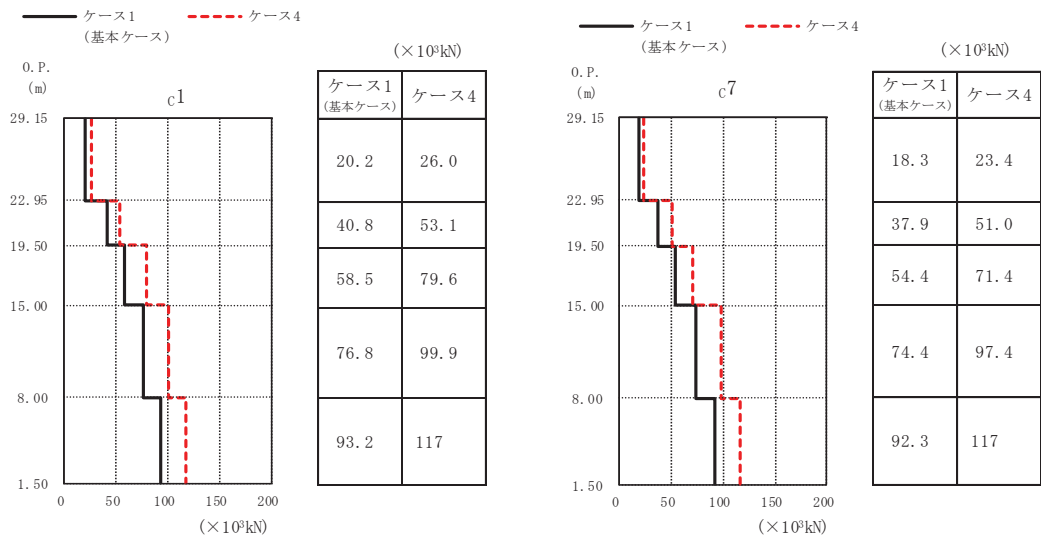 ケース1 ケース4
(基本ケース)
(×10³kN)
O.P.
(m)
C1
ケース1 ケース4
(基本ケース)
29.15
20.2 26.0
22.95
40.8 53.1
19.50
58.5 79.6
15.00
76.8 99.9
8.00
93.2 117
1.50
0 50 100 150 200
(×10³kN)
ケース1 ケース4
(基本ケース)
(×10³kN)
O.P.
(m)
C7
ケース1 ケース4
(基本ケース)
29.15
18.3 23.4
22.95
37.9 51.0
19.50
54.4 71.4
15.00
74.4 97.4
8.00
92.3 117
1.50
0 50 100 150 200
(×10³kN)